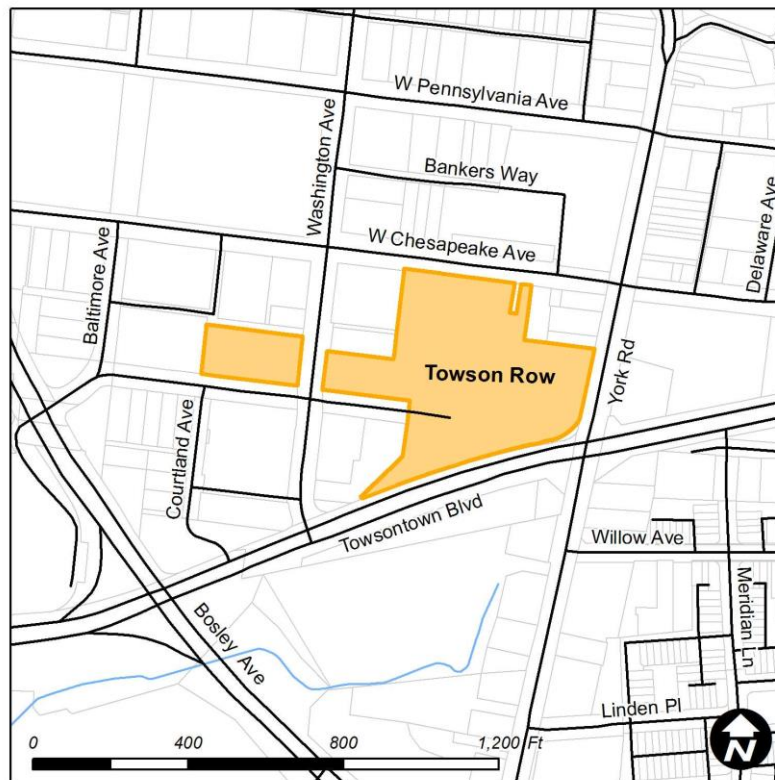 W Pennsylvania Ave
Bankers Way
Washington Ave
Delaware Ave
W Chesapeake Ave
Baltimore Ave
Towson Row
York Rd
Courtland Ave
Towsontown Blvd
Willow Ave
Meridian Ln
Bosley Ave
Linden Pl
0 400 800 1,200 Ft
N